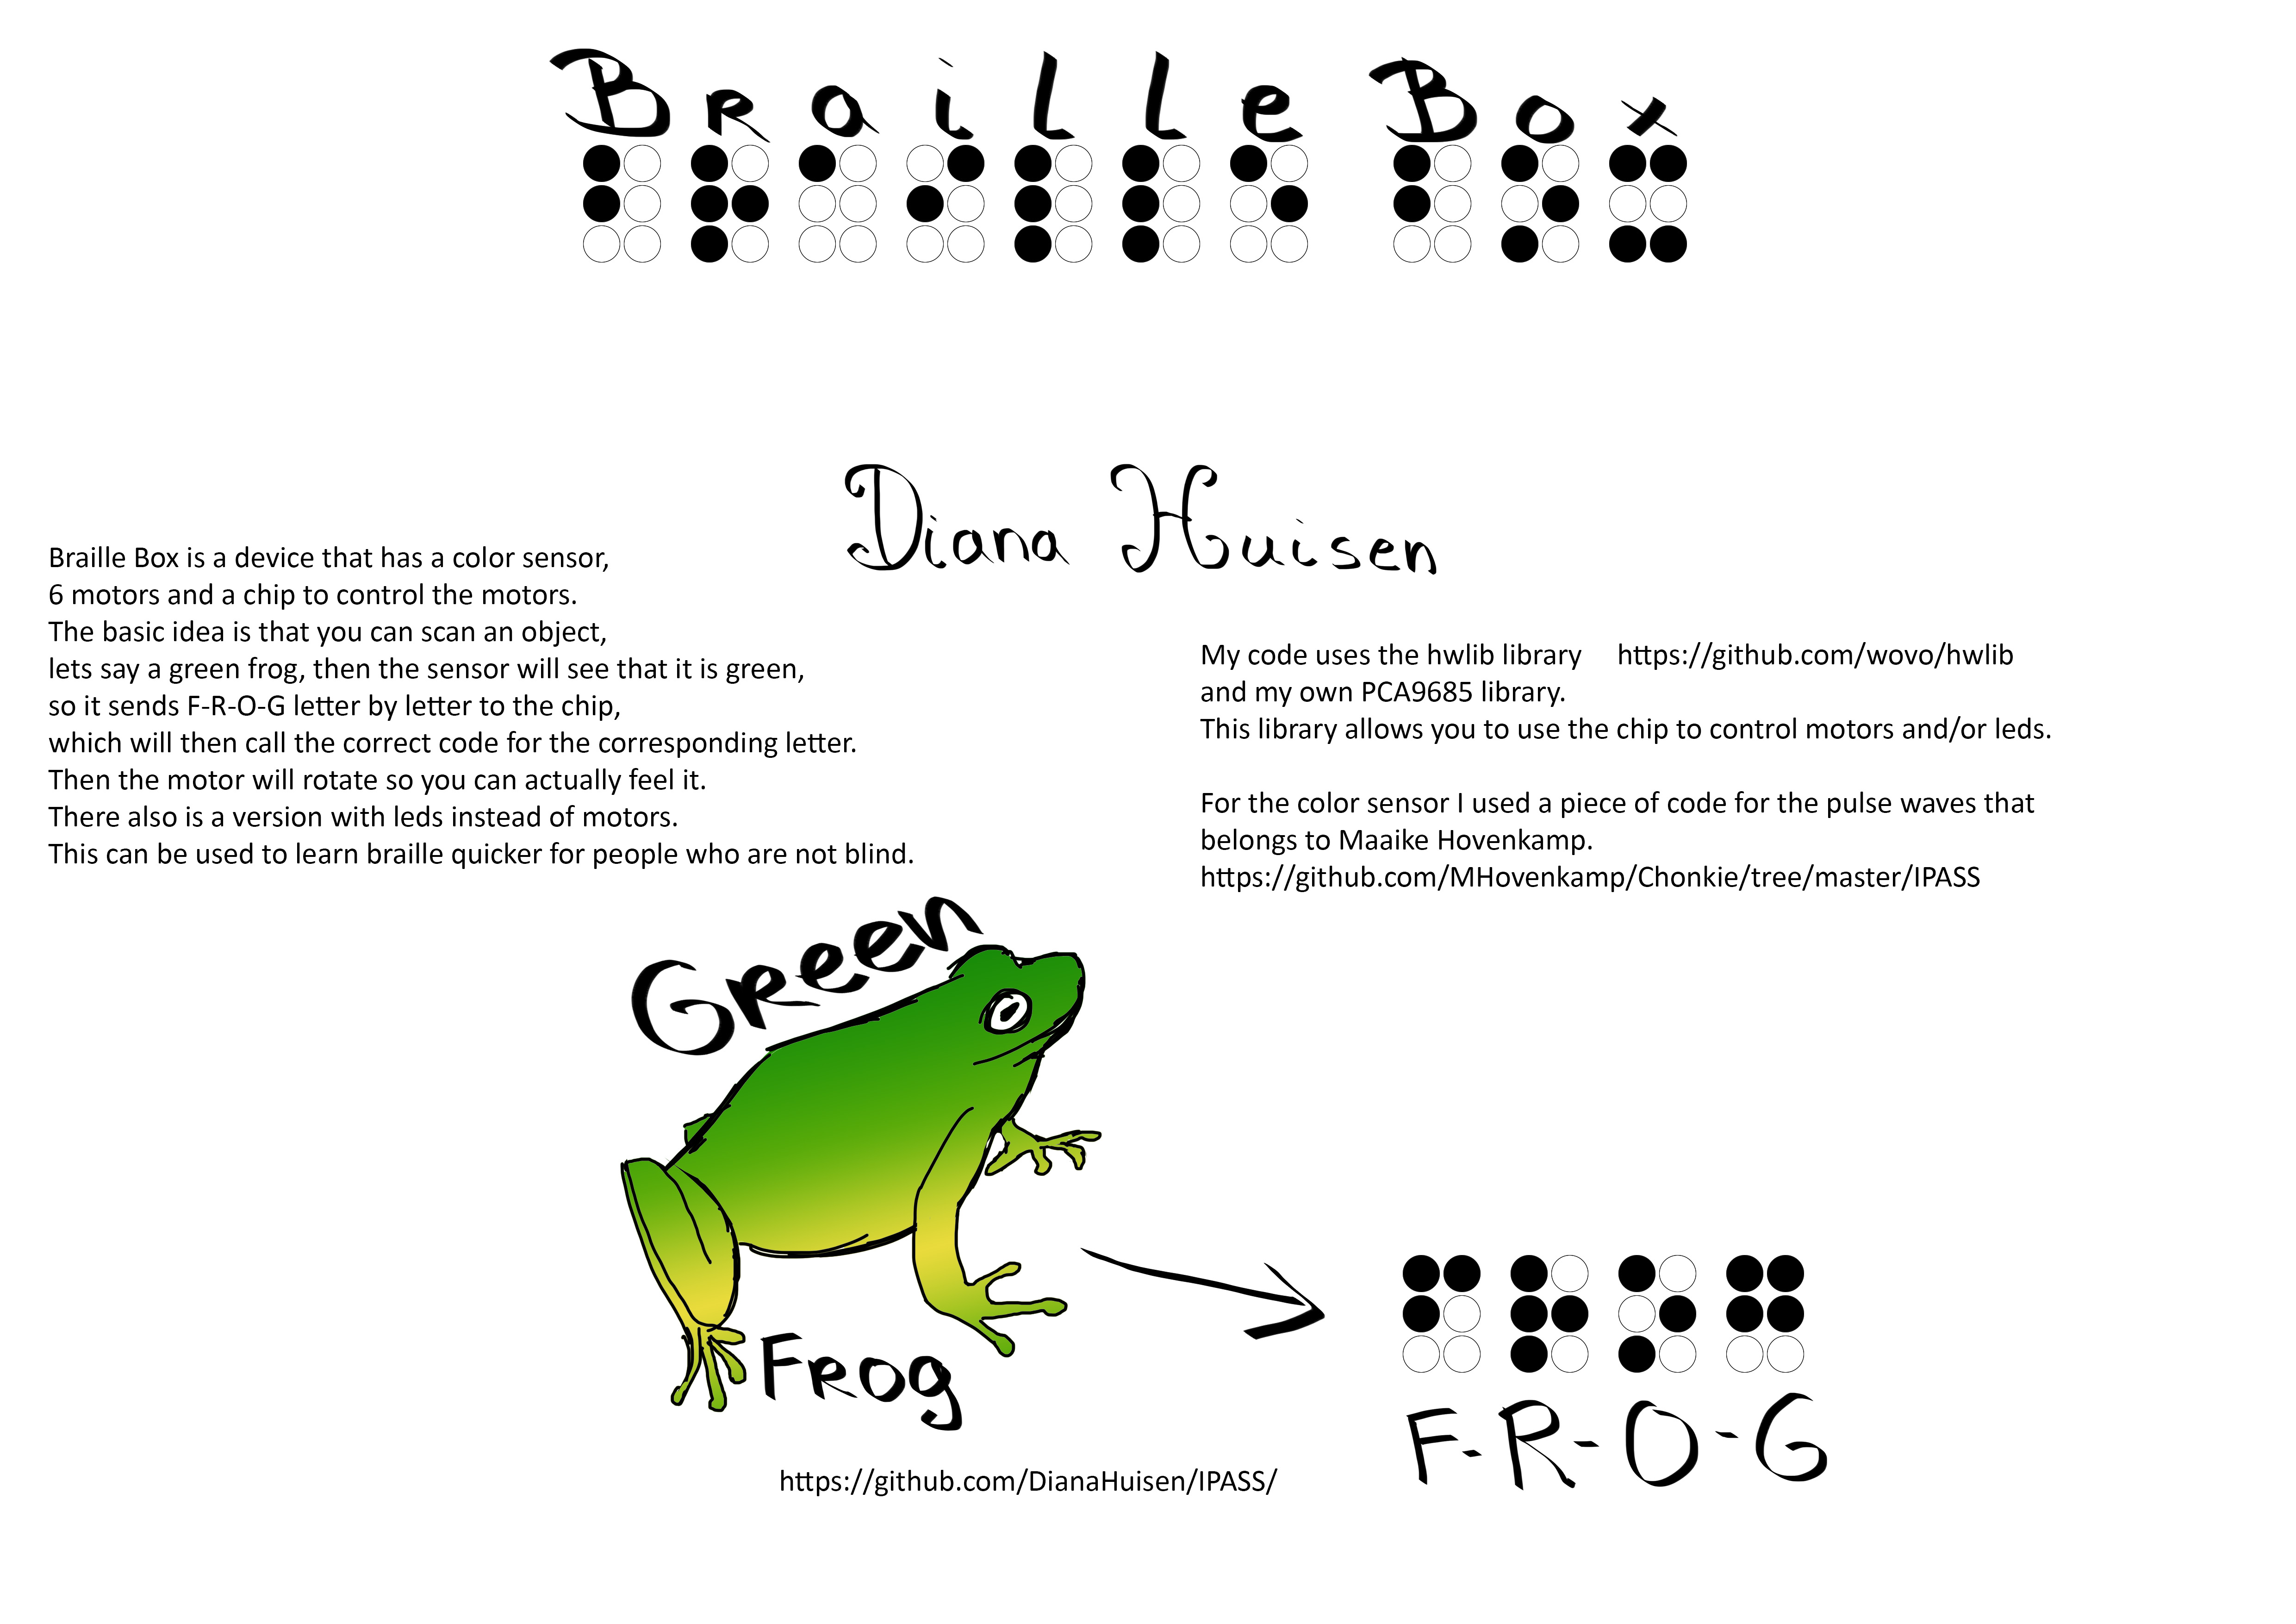 Braille Box
Diana Huisen
Braille Box is a device that has a color sensor,
6 motors and a chip to control the motors.
The basic idea is that you can scan an object,
lets say a green frog, then the sensor will see that it is green,
so it sends F-R-O-G letter by letter to the chip,
which will then call the correct code for the corresponding letter.
Then the motor will rotate so you can actually feel it.
There also is a version with leds instead of motors.
This can be used to learn braille quicker for people who are not blind.
My code uses the hwlib library https://github.com/wovo/hwlib
and my own PCA9685 library.
This library allows you to use the chip to control motors and/or leds.
For the color sensor I used a piece of code for the pulse waves that
belongs to Maaike Hovenkamp.
https://github.com/MHovenkamp/Chonkie/tree/master/IPASS
Green
Frog
F-R-O-G
https://github.com/DianaHuisen/IPASS/